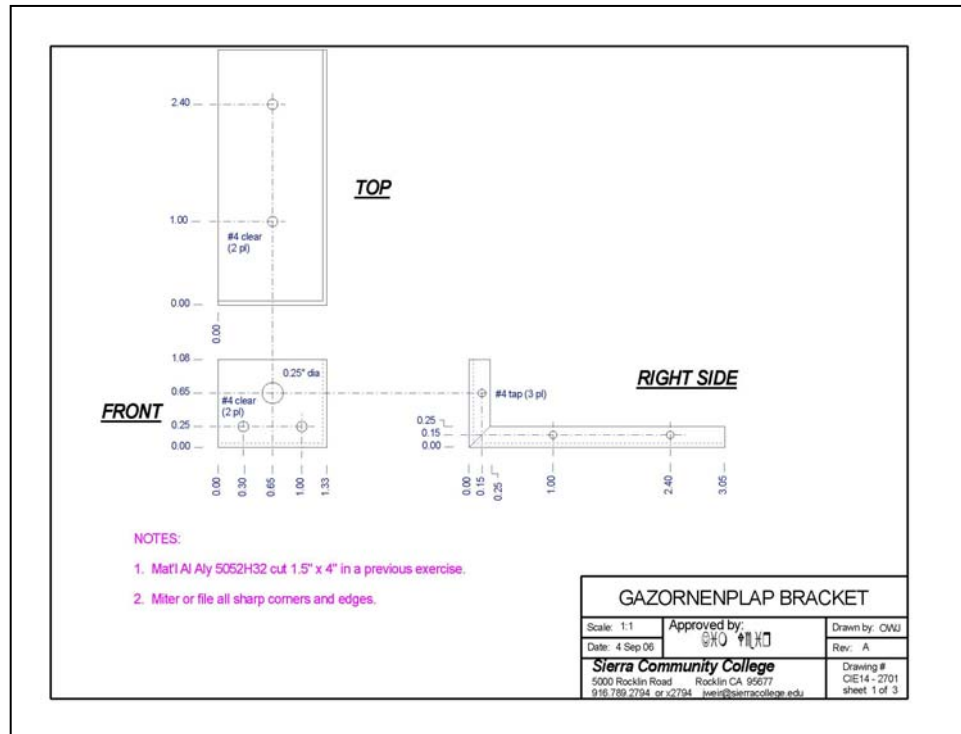 2.40
TOP
1.00
#4 clear
(2 pl)
0.00
0.00
1.08
0.25" dia
0.65
#4 clear
(2 pl)
FRONT
0.25
0.00
0.00
0.30
0.65
1.00
1.33
RIGHT SIDE
#4 tap (3 pl)
0.25
0.15
0.00
0.00
0.15
0.25
1.00
2.40
3.05
NOTES:
1. Mat'l Al Aly 5052H32 cut 1.5" x 4" in a previous exercise.
2. Miter or file all sharp corners and edges.
GAZORNENPLAP BRACKET
Scale: 1:1
Approved by:
Drawn by: OWJ
Date: 4 Sep 06
Rev: A
Sierra Community College
5000 Rocklin Road Rocklin CA 95677
916.789.2794 or x2794 jweir@sierracollege.edu
Drawing #
CIE14 - 2701
sheet 1 of 3